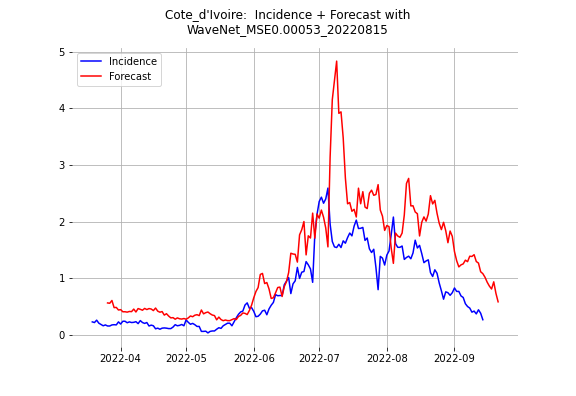 Cote_d'Ivoire:  Incidence + Forecast with
WaveNet_MSE0.00053_20220815
Incidence
Forecast
5
4
3
2
1
0
2022-04 2022-05 2022-06 2022-07 2022-08 2022-09